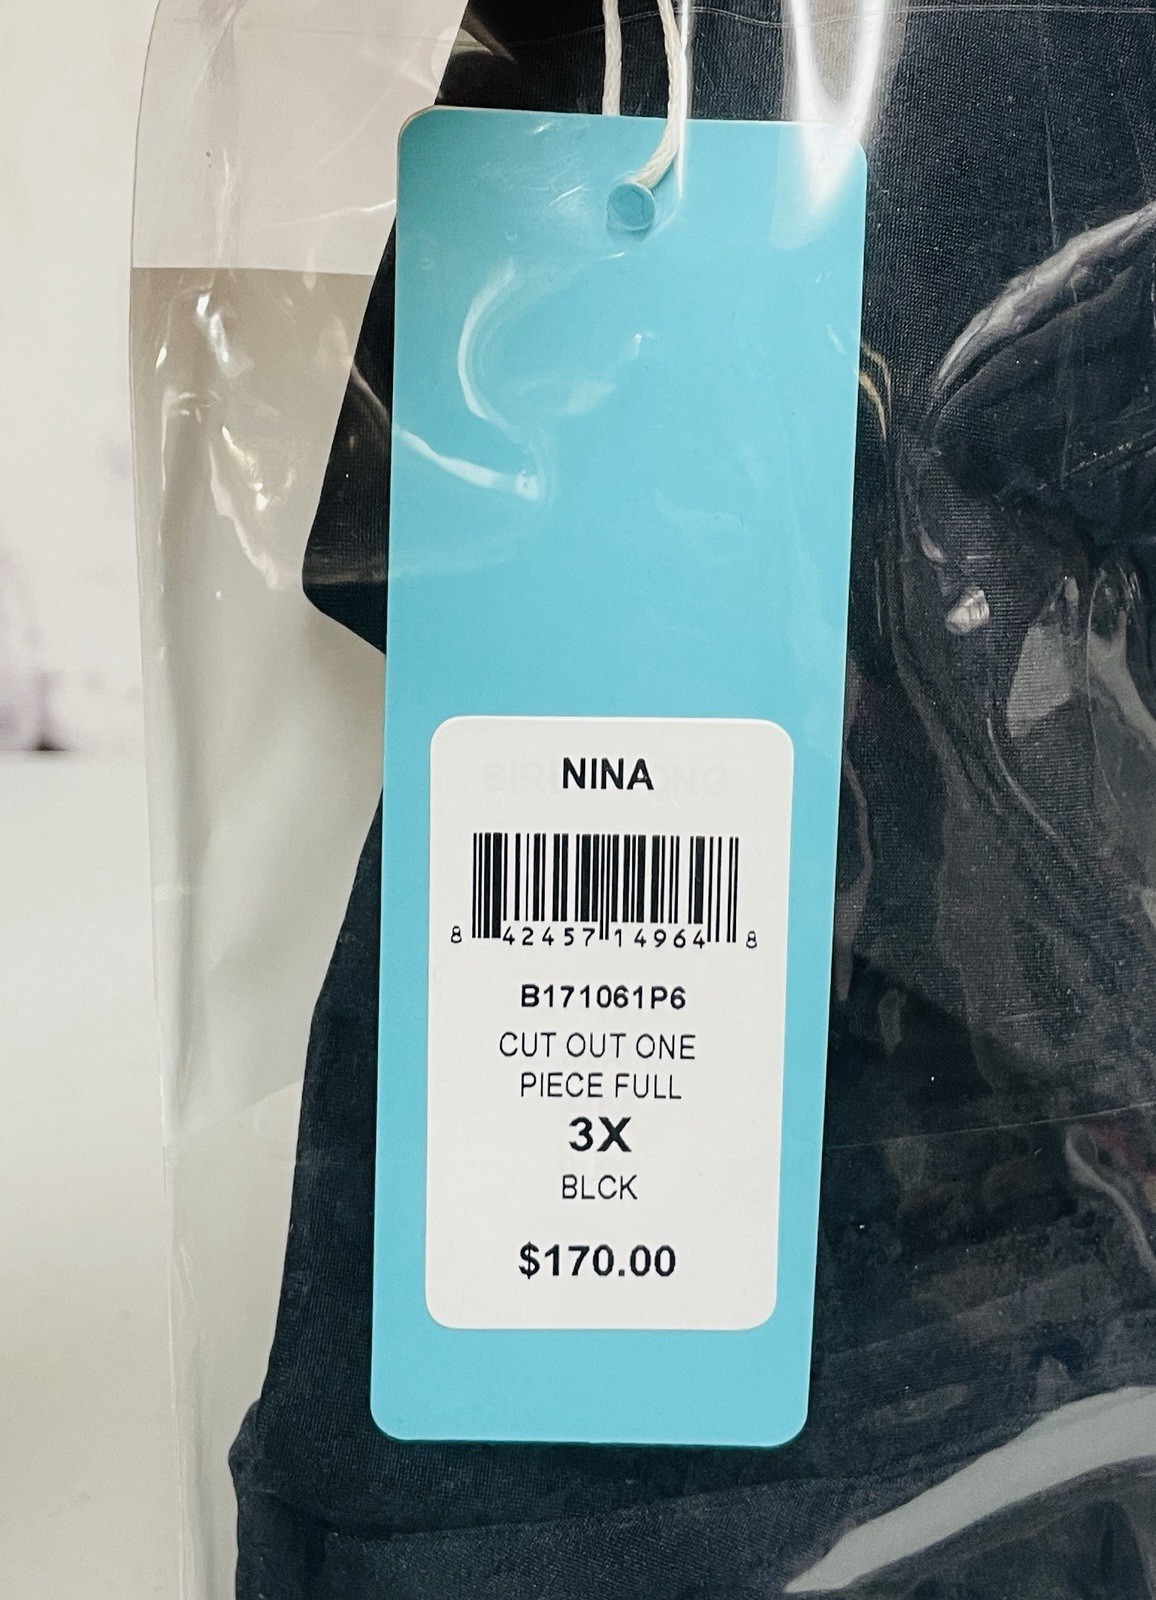 NINA
8 42457 14964 8
B171061P6
CUT OUT ONE
PIECE FULL
3X
BLCK
$170.00